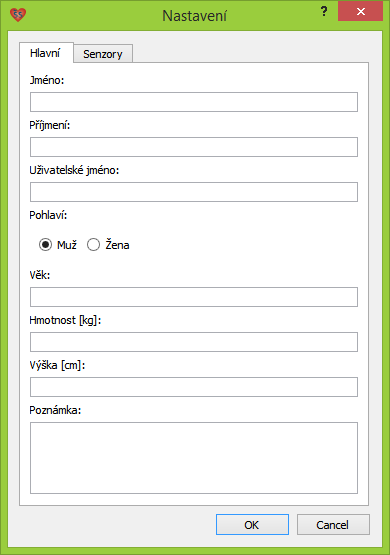 Nastavení
?
Hlavní
Senzory
Jméno:
Příjmení:
Uživatelské jméno:
Pohlaví:
Muž
Žena
Věk:
Hmotnost [kg]:
Výška [cm]:
Poznámka:
OK
Cancel